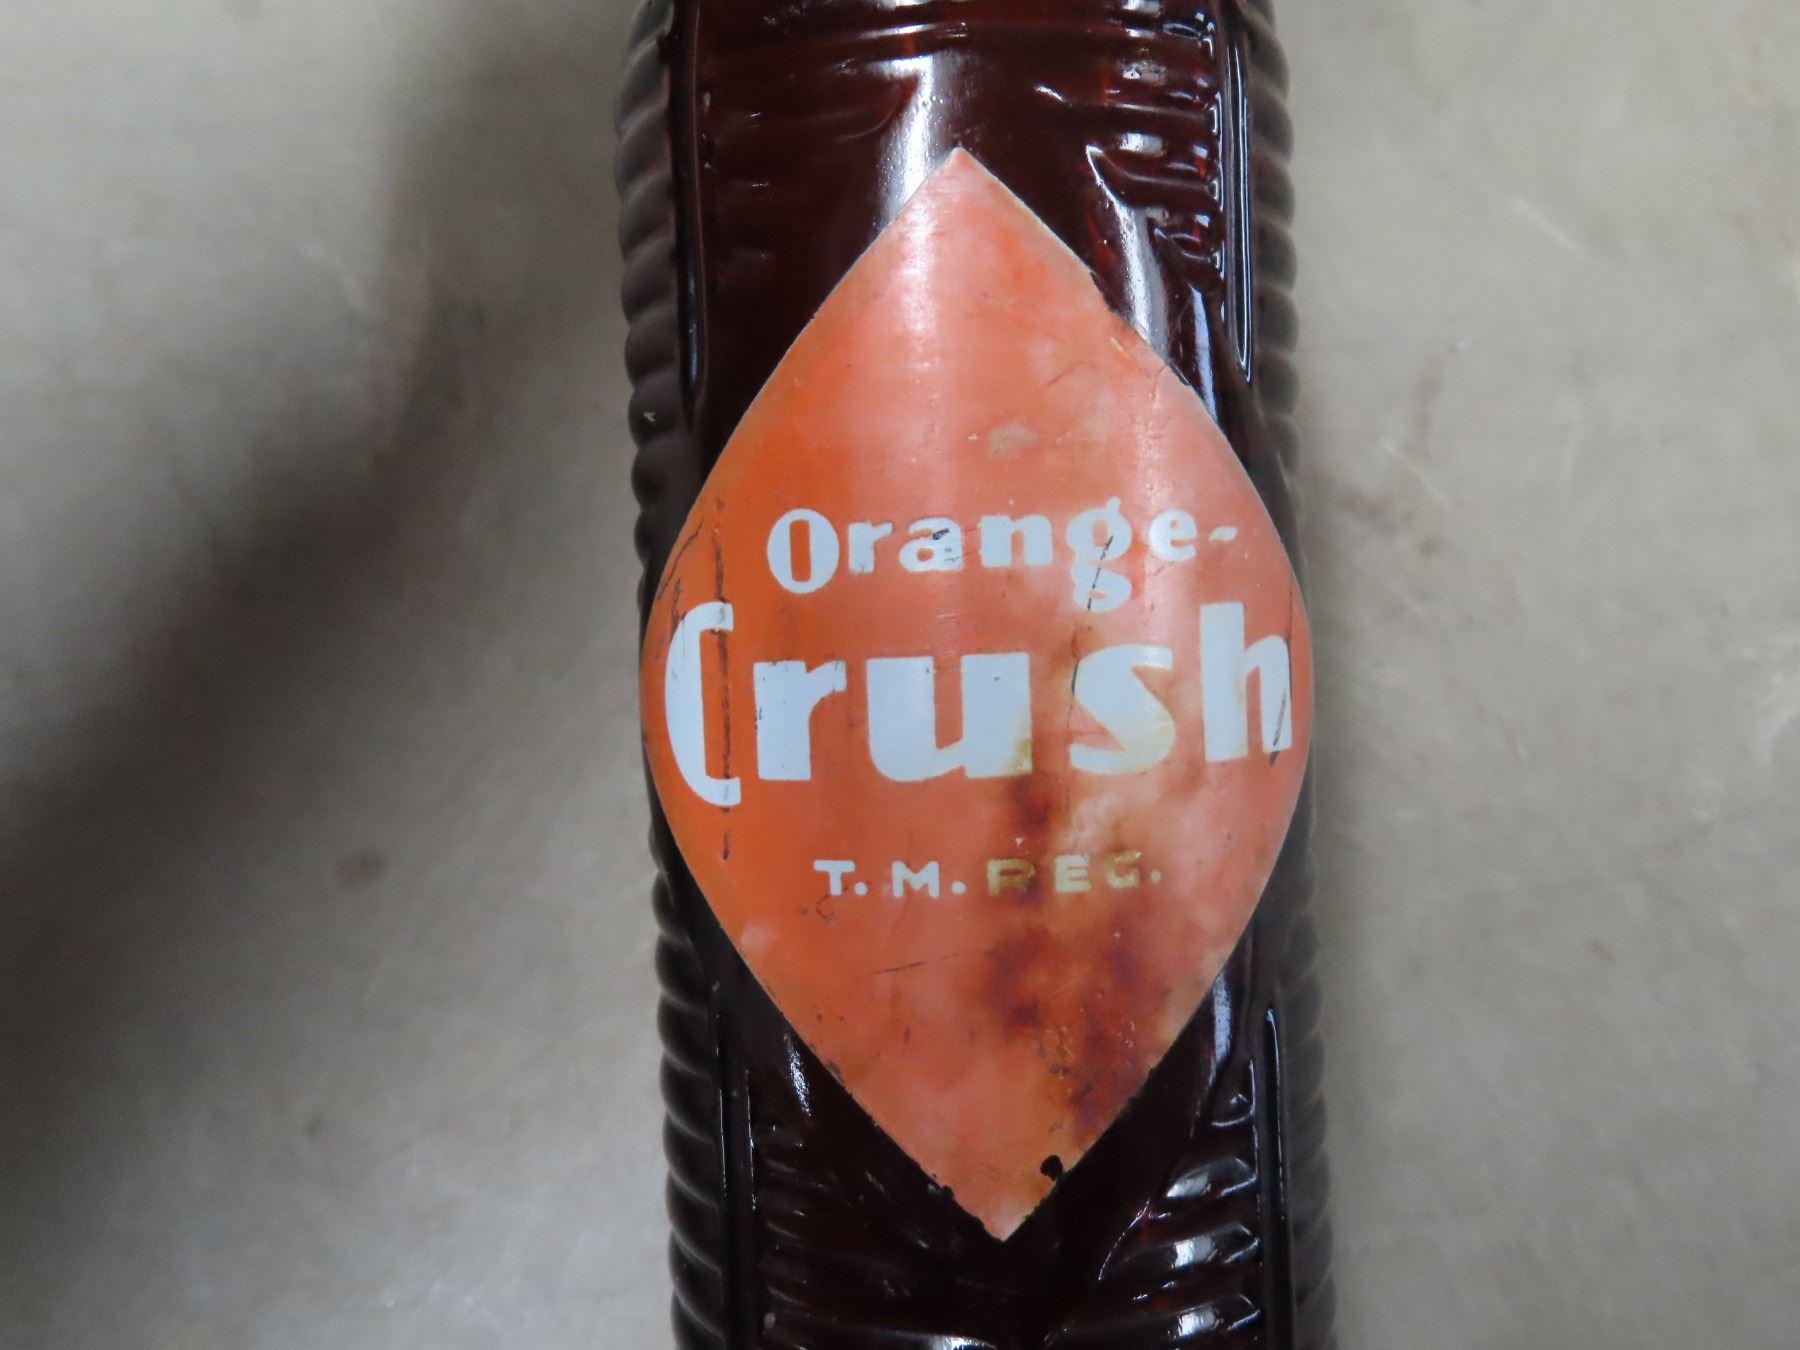 Orange-
Crush
T. M. REG.